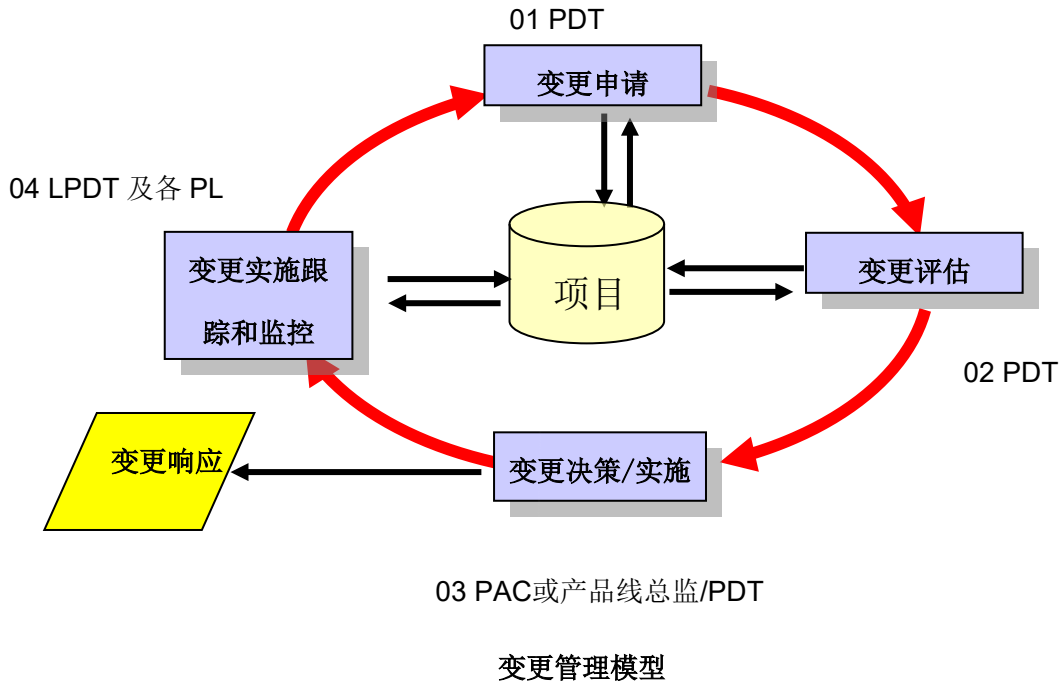 01 PDT
变更申请
04 LPDT 及各 PL
变更实施跟
踪和监控
项目
变更评估
02 PDT
变更响应
变更决策/实施
03 PAC或产品线总监/PDT
变更管理模型